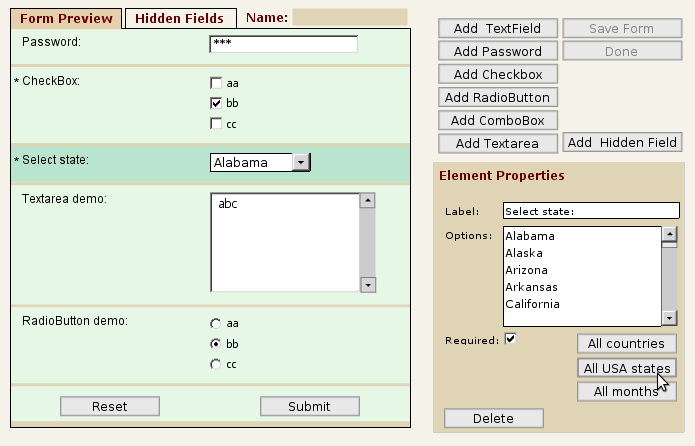 Form Preview Hidden Fields Name:
Password: ***
* CheckBox: aa
bb
cc
* Select state: Alabama
Textarea demo: abc
RadioButton demo: aa
bb
cc
Reset Submit
Add TextField Save Form
Add Password Done
Add Checkbox
Add RadioButton
Add ComboBox
Add Textarea Add Hidden Field
Element Properties
Label: Select state:
Options: Alabama
Alaska
Arizona
Arkansas
California
Required: All countries
All USA states
All months
Delete